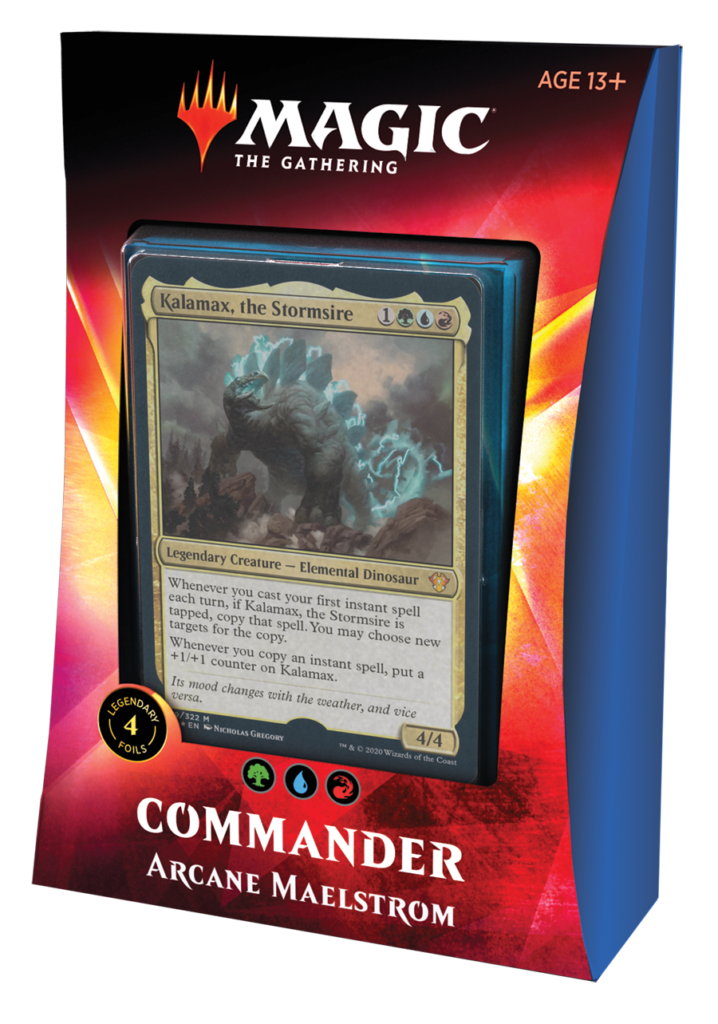 AGE 13+
MAGIC
THE GATHERING
Kalamax, the Stormsire 1
Legendary Creature — Elemental Dinosaur
Whenever you cast your first instant spell
each turn, if Kalamax, the Stormsire is
tapped, copy that spell. You may choose new
targets for the copy.
Whenever you copy an instant spell, put a
+1/+1 counter on Kalamax.
Its mood changes with the weather, and vice
versa.
4/4
/322 M
EN Nicholas Gregory
™ & © 2020 Wizards of the Coast
LEGENDARY
4
FOILS
COMMANDER
ARCANE MAELSTROM